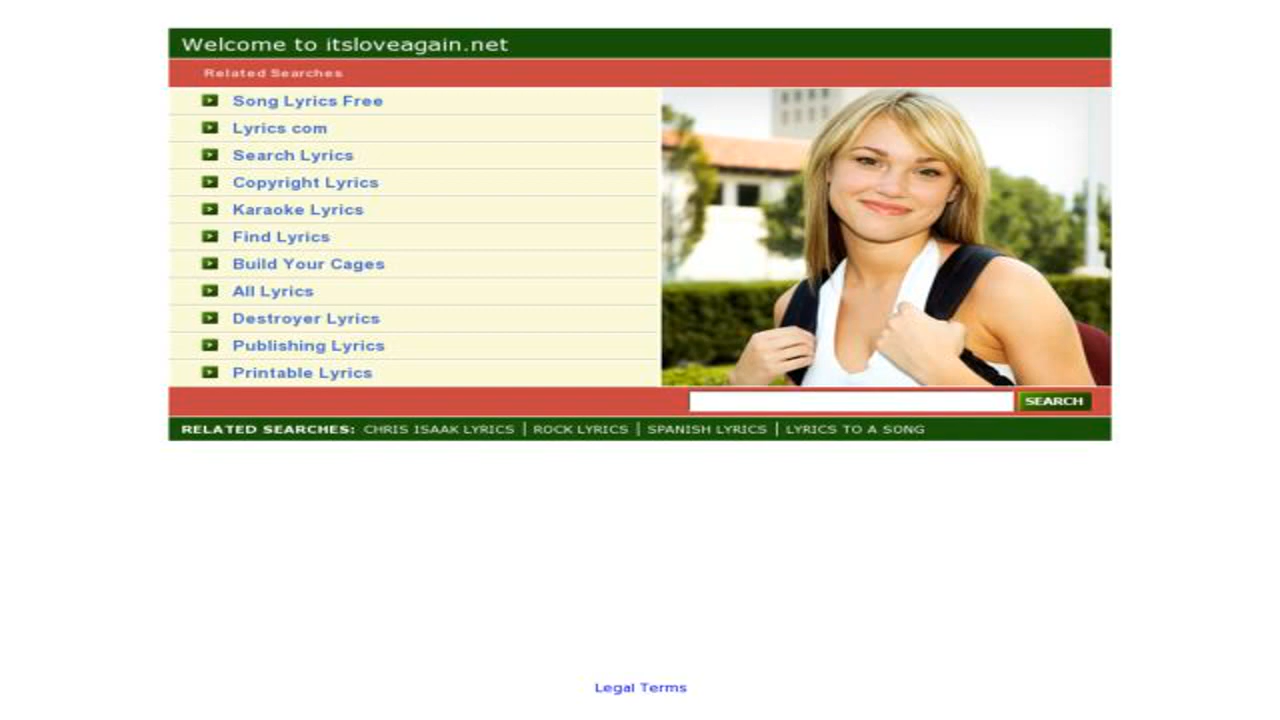 Welcome to itsloveagain.net
Related Searches
Song Lyrics Free
Lyrics com
Search Lyrics
Copyright Lyrics
Karaoke Lyrics
Find Lyrics
Build Your Cages
All Lyrics
Destroyer Lyrics
Publishing Lyrics
Printable Lyrics
SEARCH
RELATED SEARCHES: CHRIS ISAAK LYRICS | ROCK LYRICS | SPANISH LYRICS | LYRICS TO A SONG
Legal Terms